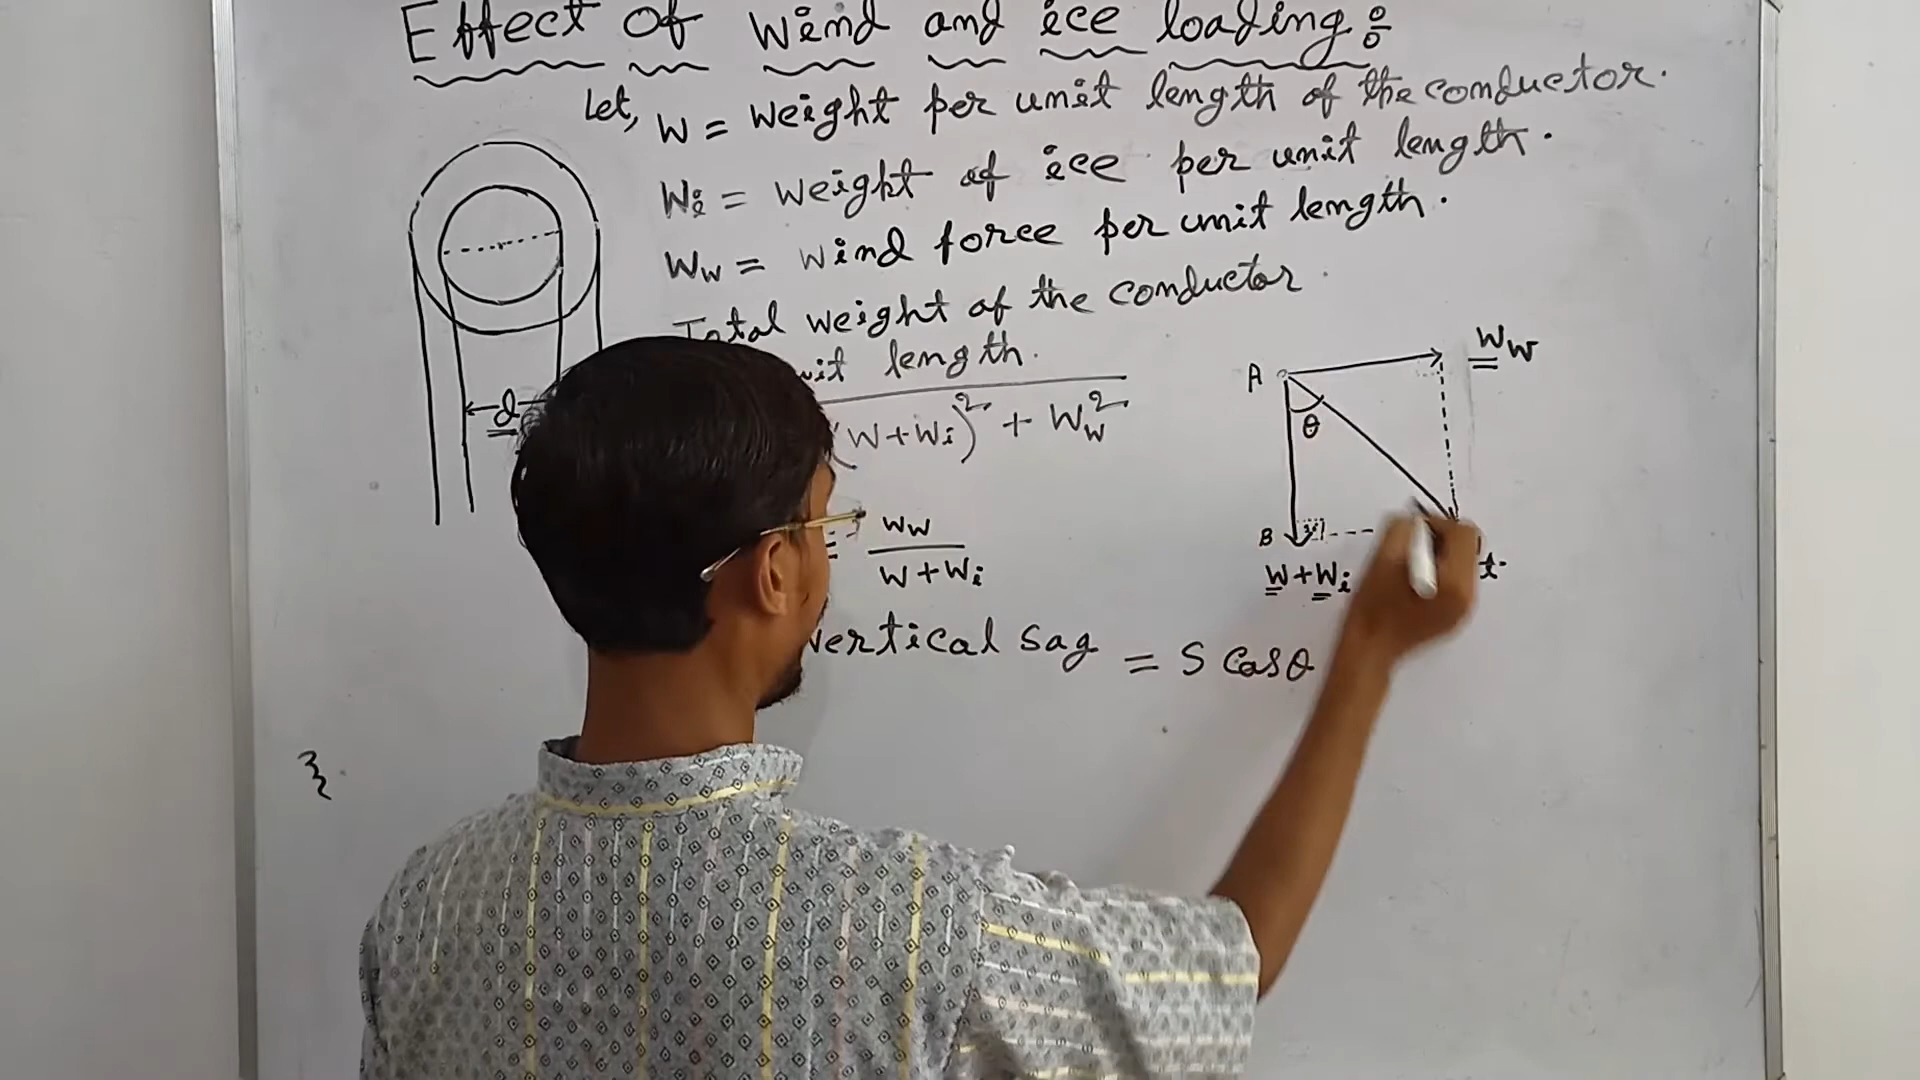 Effect of wind and ice loading :
Let, W = Weight per unit length of the conductor.
Wi = weight of ice per unit length.
Ww = wind force per unit length.
Total weight of the conductor
length.
(W+Wi)² + Ww²
= Ww / W+Wi
vertical sag = S cosθ
d
A
Ww
θ
B
W+Wi
t